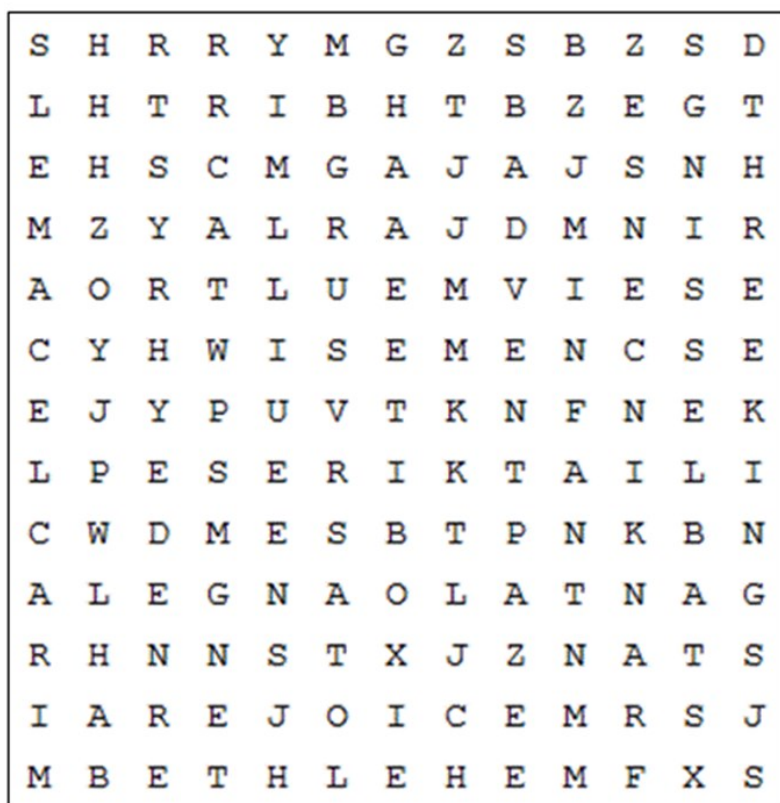 S H R R Y M G Z S B Z S D
L H T R I B H T B Z E G T
E H S C M G A J A J S N H
M Z Y A L R A J D M N I R
A O R T L U E M V I E S E
C Y H W I S E M E N C S E
E J Y P U V T K N F N E K
L P E S E R I K T A I L I
C W D M E S B T P N K B N
A L E G N A O L A T N A G
R H N N S T X J Z N A T S
I A R E J O I C E M R S J
M B E T H L E H E M F X S